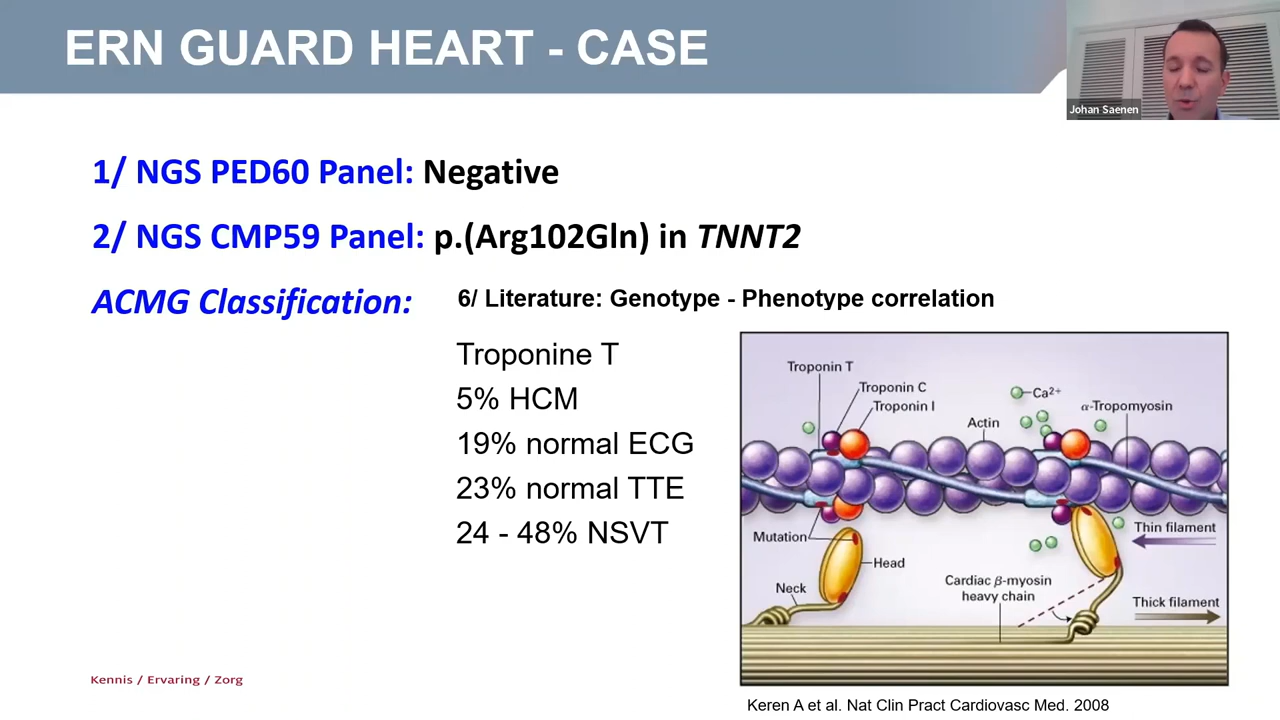 ERN GUARD HEART - CASE
Johan Saenen
1/ NGS PED60 Panel: Negative
2/ NGS CMP59 Panel: p.(Arg102Gln) in TNNT2
ACMG Classification:
6/ Literature: Genotype - Phenotype correlation
Troponine T
5% HCM
19% normal ECG
23% normal TTE
24 - 48% NSVT
Troponin T
Troponin C
Troponin I
Actin
Ca²⁺
α-Tropomyosin
Mutation
Head
Neck
Cardiac β-myosin
heavy chain
Thin filament
Thick filament
Kennis / Ervaring / Zorg
Keren A et al. Nat Clin Pract Cardiovasc Med. 2008